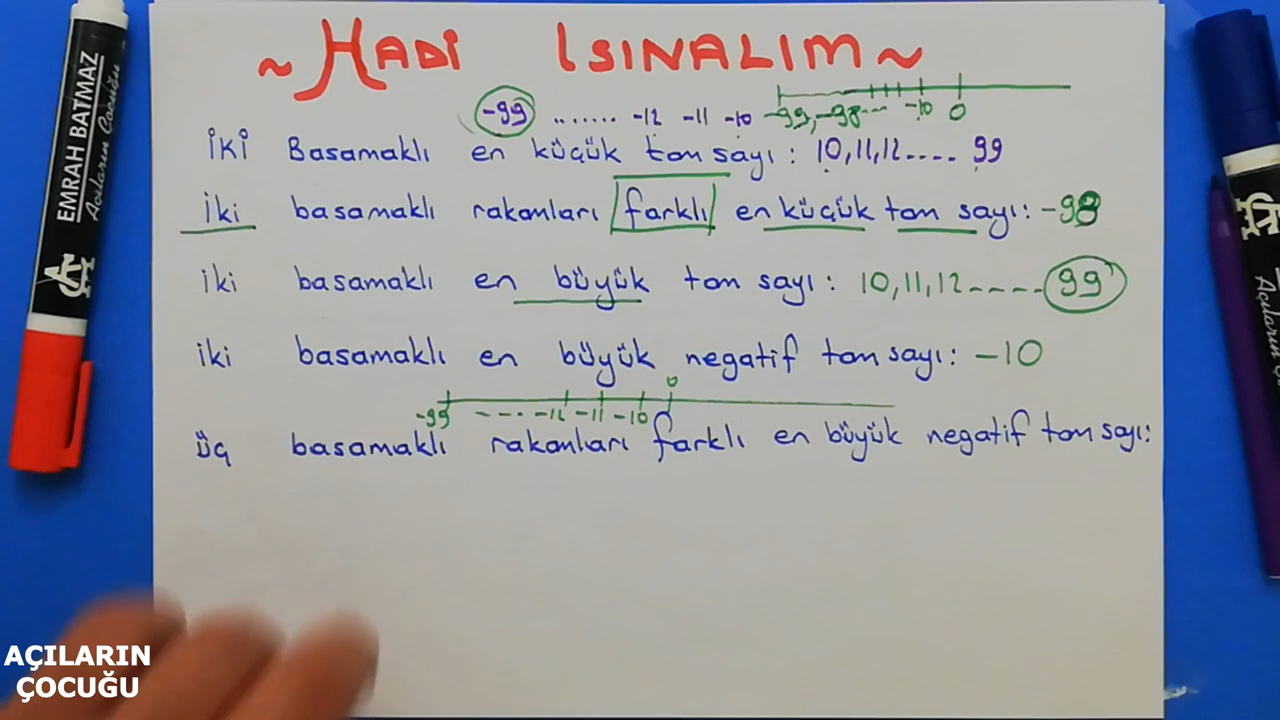 ~ HADİ ISINALIM ~
-99 ....... -12 -11 -10 -99, -98 --- -10 0
İKİ Basamaklı en küçük tam sayı : 10, 11, 12 .... 99
İki basamaklı rakamları farklı en küçük tam sayı: -98
iki basamaklı en büyük tam sayı : 10, 11, 12 ----- 99
iki basamaklı en büyük negatif tam sayı: -10
-99 ---- -12 -11 -10 0
üç basamaklı rakamları farklı en büyük negatif tam sayı:
EMRAH BATMAZ
Açıların Çocuğu
AÇILARIN
ÇOCUĞU